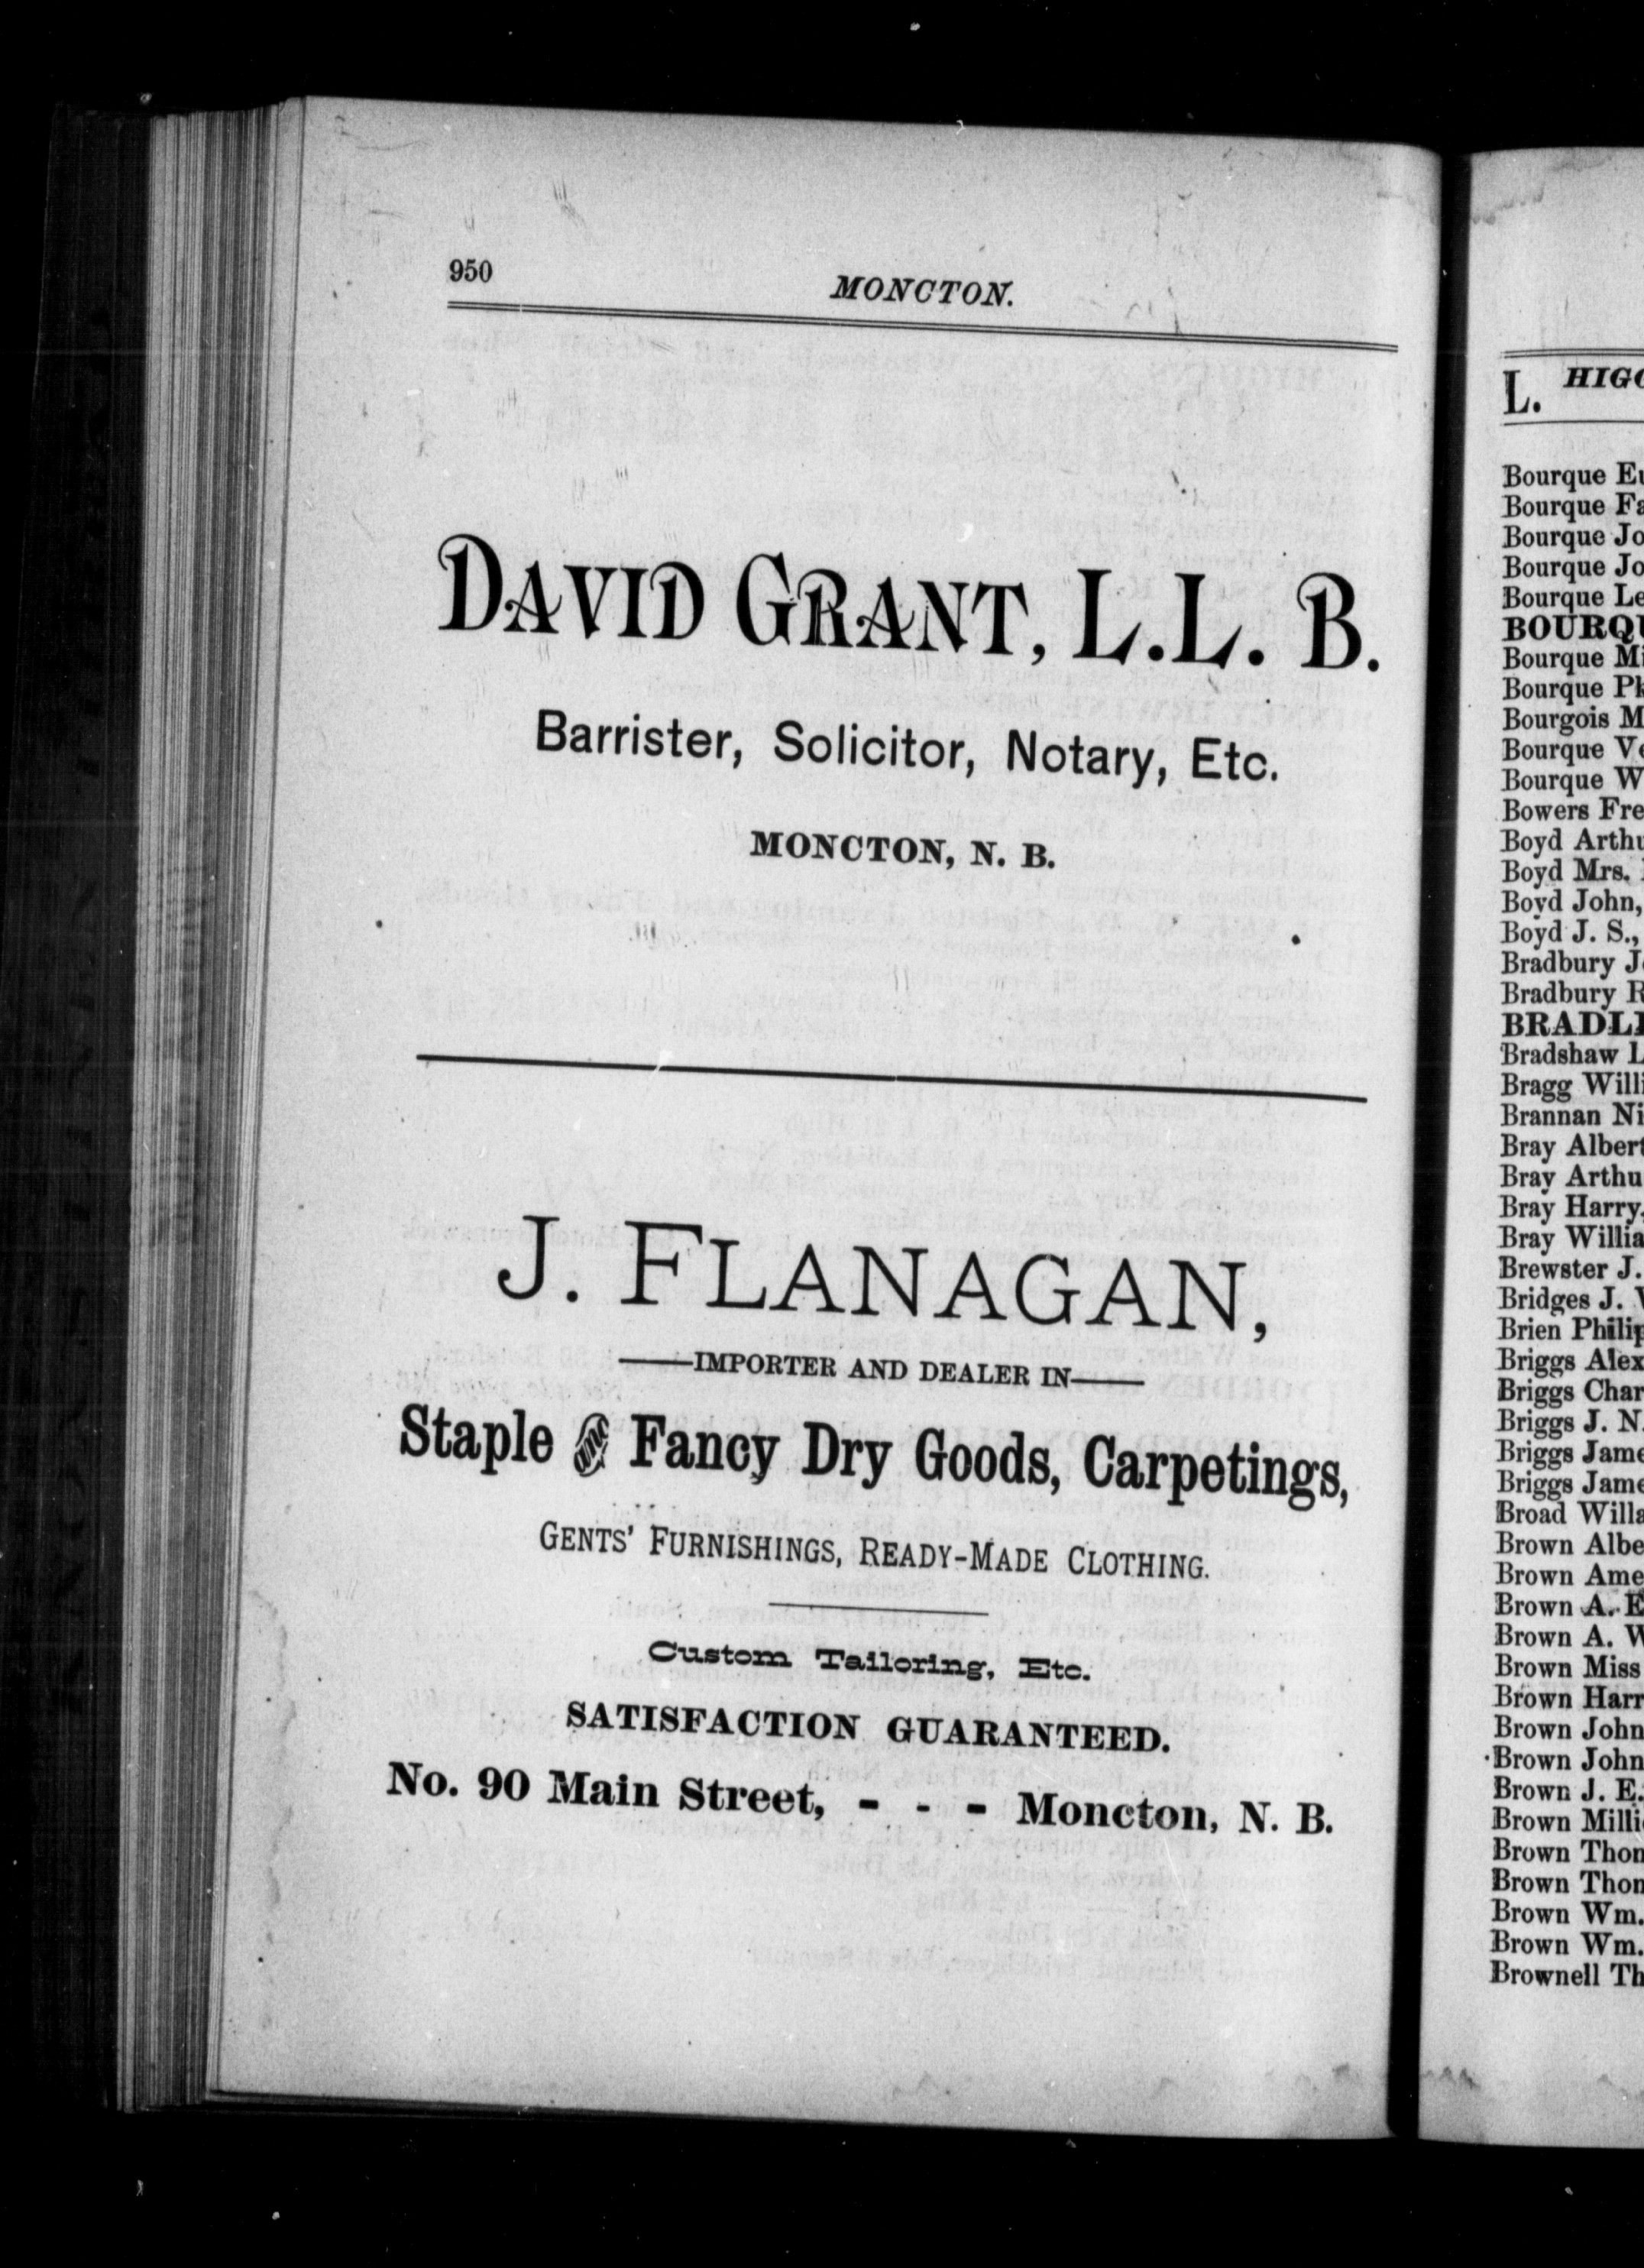 950
MONCTON.
DAVID GRANT, L.L. B.
Barrister, Solicitor, Notary, Etc.
MONCTON, N. B.
J. FLANAGAN,
——IMPORTER AND DEALER IN——
Staple & Fancy Dry Goods, Carpetings,
GENTS' FURNISHINGS, READY-MADE CLOTHING.
Custom Tailoring, Etc.
SATISFACTION GUARANTEED.
No. 90 Main Street, - - - Moncton, N. B.
L.
Bourque
Bourque
Bourque
Bourque
Bourque
Bourque
Bourque
Bourgois
Bourque
Bourque
Bowers
Boyd
Boyd Mrs.
Boyd John,
Boyd J. S.,
Bradbury
Bradbury
Bradshaw
Bragg
Brannan
Bray
Bray
Bray Harry,
Bray
Brewster J.
Bridges J.
Brien
Briggs
Briggs
Briggs J. N.
Briggs
Briggs
Broad
Brown
Brown
Brown A.
Brown A.
Brown Miss
Brown
Brown John
Brown John
Brown J. E.
Brown
Brown
Brown
Brown Wm.
Brown Wm.
Brownell